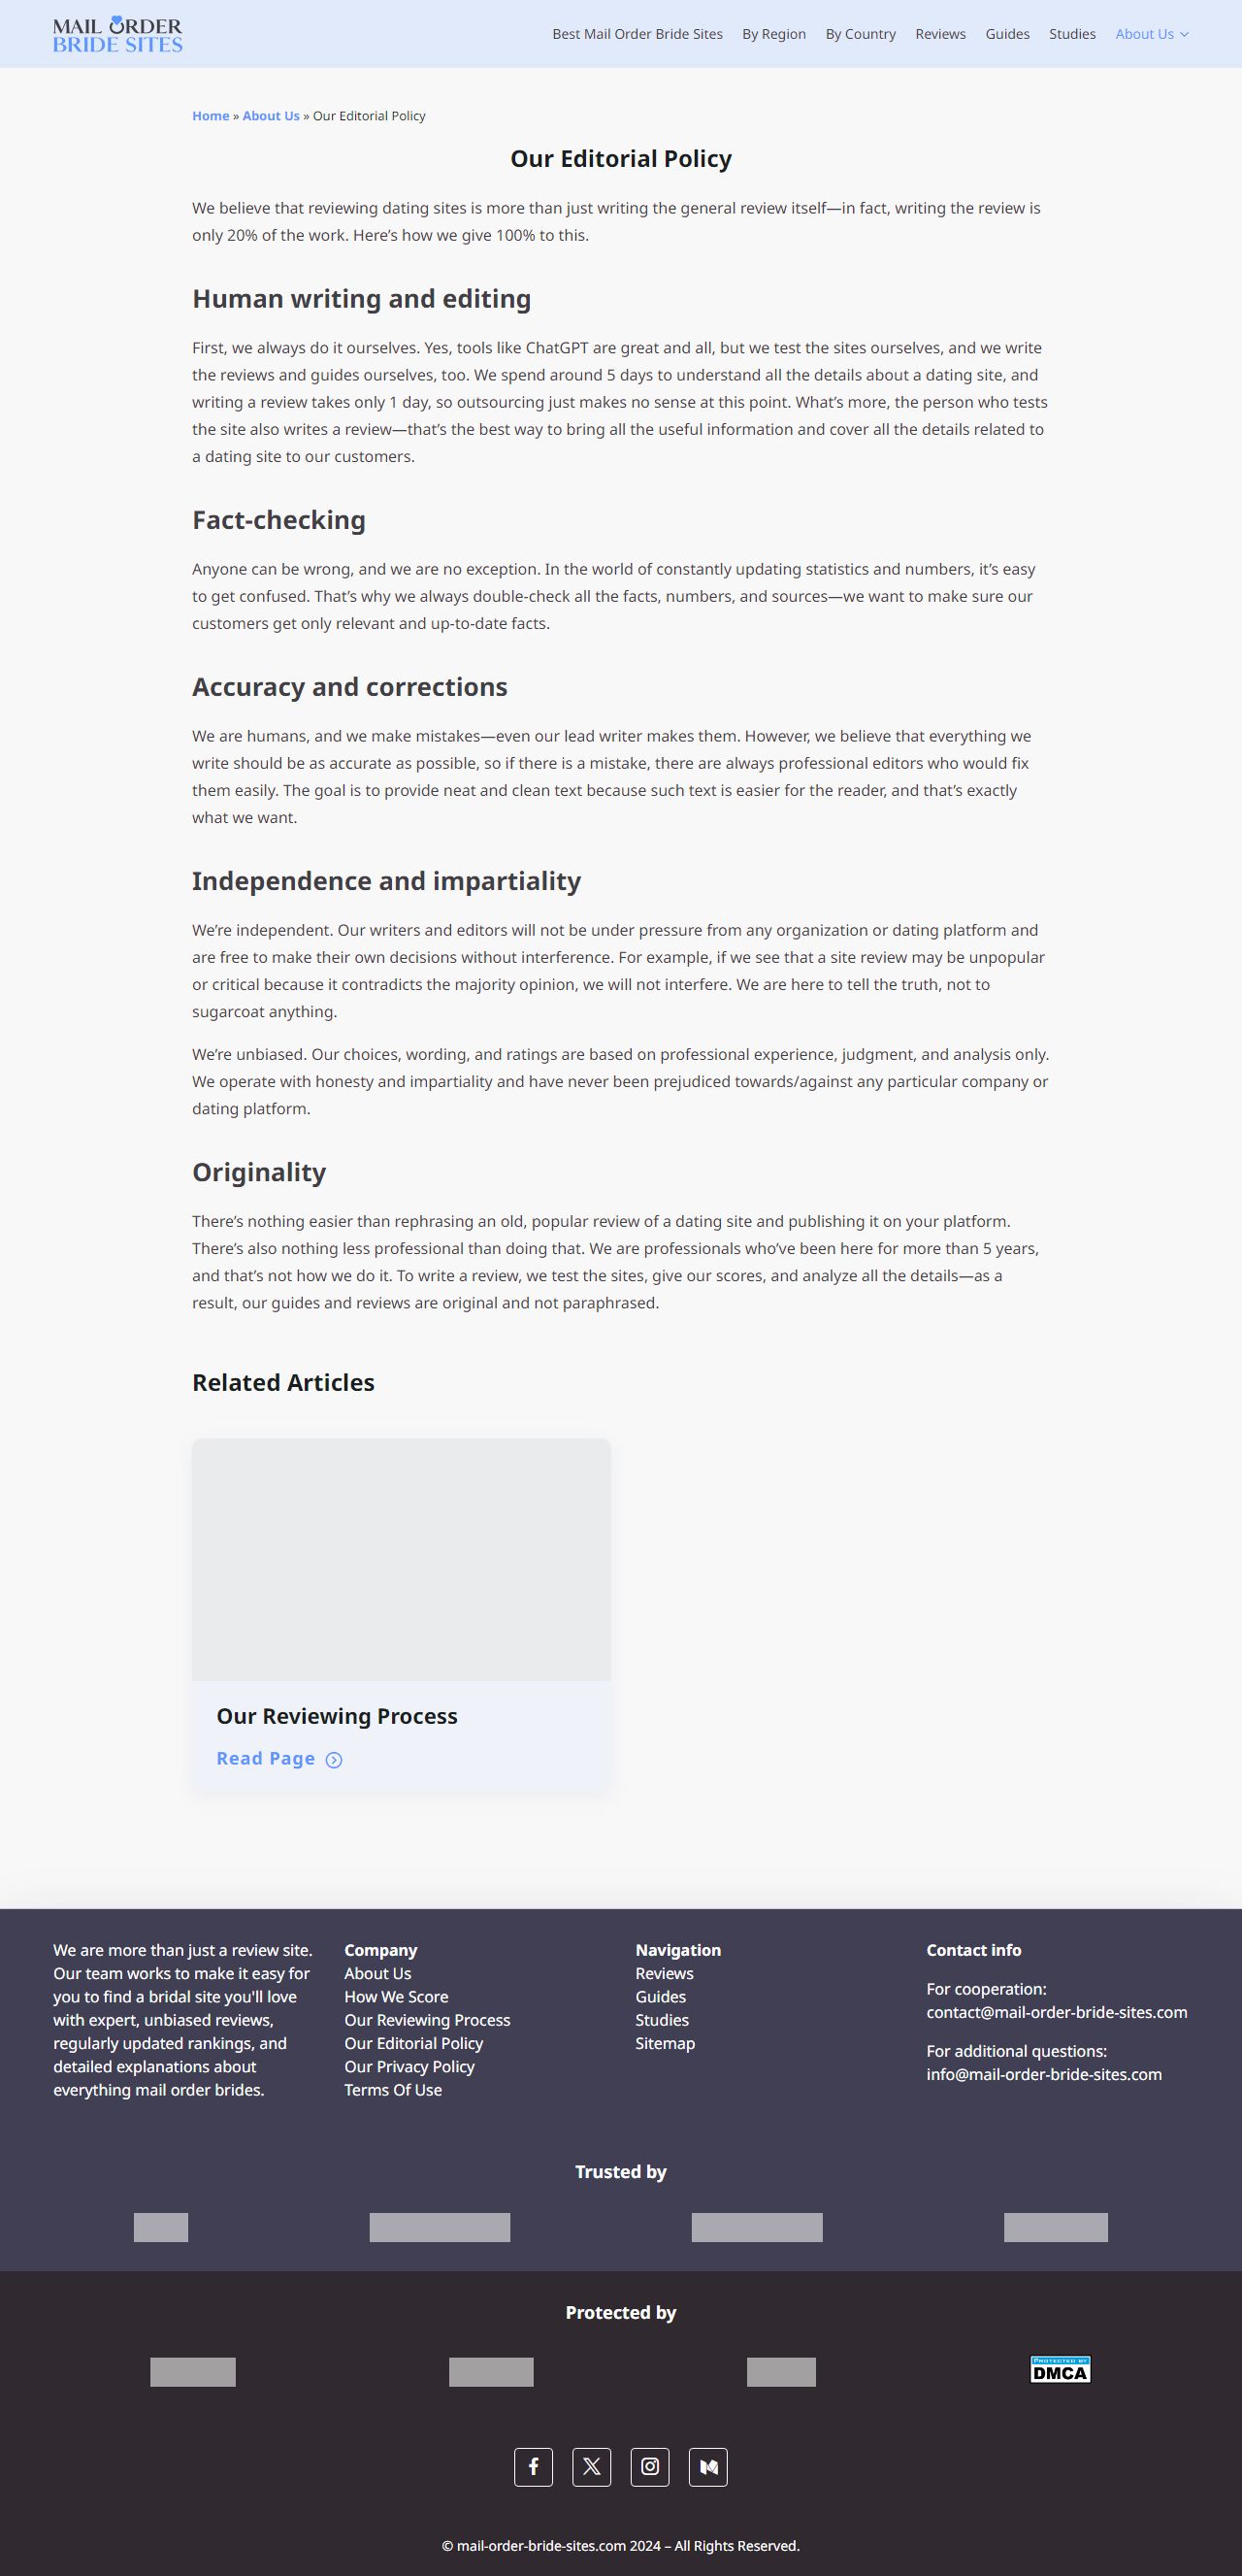 MAIL ORDER
BRIDE SITES
Best Mail Order Bride Sites By Region By Country Reviews Guides Studies About Us
Home » About Us » Our Editorial Policy
Our Editorial Policy
We believe that reviewing dating sites is more than just writing the general review itself—in fact, writing the review is
only 20% of the work. Here’s how we give 100% to this.
Human writing and editing
First, we always do it ourselves. Yes, tools like ChatGPT are great and all, but we test the sites ourselves, and we write
the reviews and guides ourselves, too. We spend around 5 days to understand all the details about a dating site, and
writing a review takes only 1 day, so outsourcing just makes no sense at this point. What’s more, the person who tests
the site also writes a review—that’s the best way to bring all the useful information and cover all the details related to
a dating site to our customers.
Fact-checking
Anyone can be wrong, and we are no exception. In the world of constantly updating statistics and numbers, it’s easy
to get confused. That’s why we always double-check all the facts, numbers, and sources—we want to make sure our
customers get only relevant and up-to-date facts.
Accuracy and corrections
We are humans, and we make mistakes—even our lead writer makes them. However, we believe that everything we
write should be as accurate as possible, so if there is a mistake, there are always professional editors who would fix
them easily. The goal is to provide neat and clean text because such text is easier for the reader, and that’s exactly
what we want.
Independence and impartiality
We’re independent. Our writers and editors will not be under pressure from any organization or dating platform and
are free to make their own decisions without interference. For example, if we see that a site review may be unpopular
or critical because it contradicts the majority opinion, we will not interfere. We are here to tell the truth, not to
sugarcoat anything.
We’re unbiased. Our choices, wording, and ratings are based on professional experience, judgment, and analysis only.
We operate with honesty and impartiality and have never been prejudiced towards/against any particular company or
dating platform.
Originality
There’s nothing easier than rephrasing an old, popular review of a dating site and publishing it on your platform.
There’s also nothing less professional than doing that. We are professionals who’ve been here for more than 5 years,
and that’s not how we do it. To write a review, we test the sites, give our scores, and analyze all the details—as a
result, our guides and reviews are original and not paraphrased.
Related Articles
Our Reviewing Process
Read Page
We are more than just a review site.
Our team works to make it easy for
you to find a bridal site you'll love
with expert, unbiased reviews,
regularly updated rankings, and
detailed explanations about
everything mail order brides.
Company
About Us
How We Score
Our Reviewing Process
Our Editorial Policy
Our Privacy Policy
Terms Of Use
Navigation
Reviews
Guides
Studies
Sitemap
Contact info
For cooperation:
contact@mail-order-bride-sites.com
For additional questions:
info@mail-order-bride-sites.com
Trusted by
Protected by
PROTECTED BY
DMCA
© mail-order-bride-sites.com 2024 – All Rights Reserved.